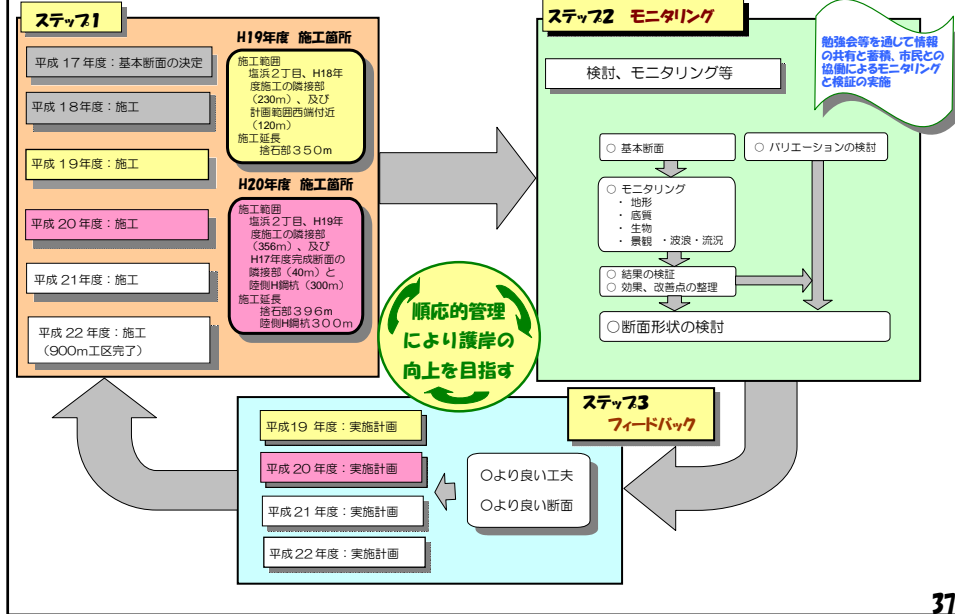 ステップ1
平成 17 年度：基本断面の決定
平成 18年度：施工
平成 19年度：施工
平成 20 年度：施工
平成 21年度：施工
平成 22 年度：施工
（900m工区完了）
H19年度 施工箇所
施工範囲
塩浜２丁目、H18年
度施工の隣接部
（230m）、及び
計画範囲西端付近
（120m）
施工延長
捨石部３５０m
H20年度 施工箇所
施工範囲
塩浜２丁目、H19年
度施工の隣接部
（356m）、及び
H17年度完成断面の
隣接部（40m）と
陸側H鋼杭（300m）
施工延長
捨石部３９６m
陸側H鋼杭３００m
ステップ2 モニタリング
勉強会等を通じて情報
の共有と蓄積、市民との
協働によるモニタリング
と検証の実施
検討、モニタリング等
○ 基本断面
○ バリエーションの検討
○ モニタリング
・ 地形
・ 底質
・ 生物
・ 景観 ・波浪・流況
○ 結果の検証
○ 効果、改善点の整理
○断面形状の検討
順応的管理
により護岸の
向上を目指す
ステップ3
フィードバック
平成19 年度：実施計画
平成 20 年度：実施計画
平成 21 年度：実施計画
平成 22 年度：実施計画
○より良い工夫
○より良い断面
37